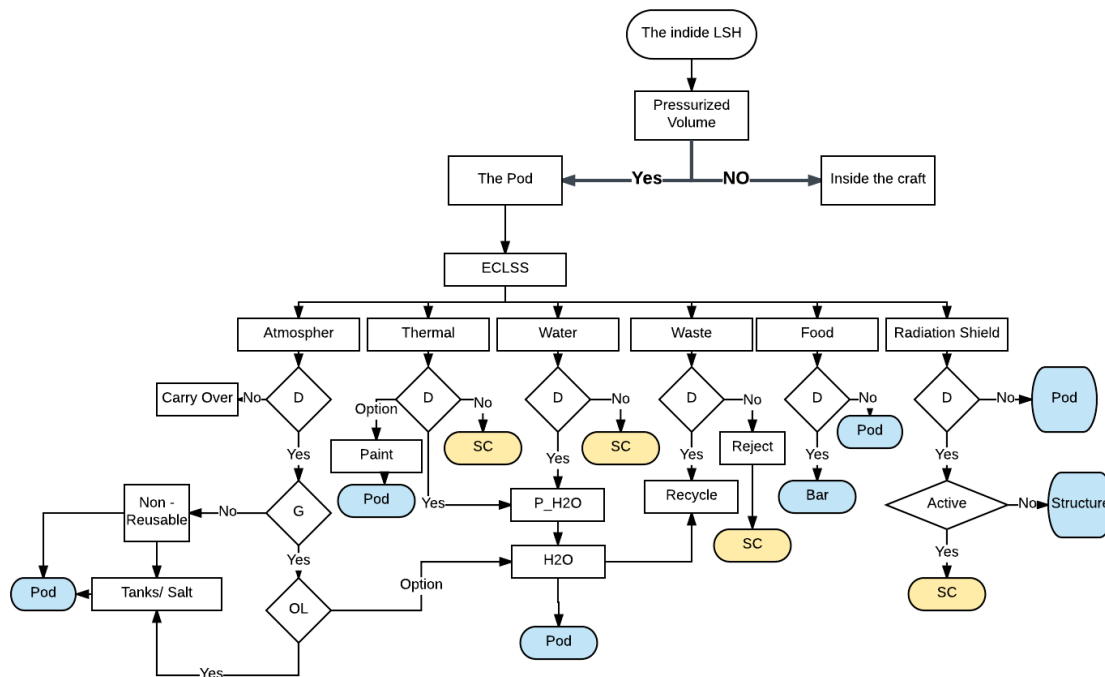 The indide LSH
Pressurized
Volume
The Pod
Yes
NO
Inside the craft
ECLSS
Atmospher
Thermal
Water
Waste
Food
Radiation Shield
Carry Over
No
D
Option
D
No
D
No
D
No
D
No
D
No
Pod
Paint
SC
SC
Reject
Pod
Yes
Yes
Yes
Yes
Yes
Pod
Non -
Reusable
No
G
Yes
P_H2O
Recycle
Bar
Active
No
Structure
SC
Yes
H2O
Yes
Pod
Tanks/ Salt
OL
Option
SC
Pod
Yes